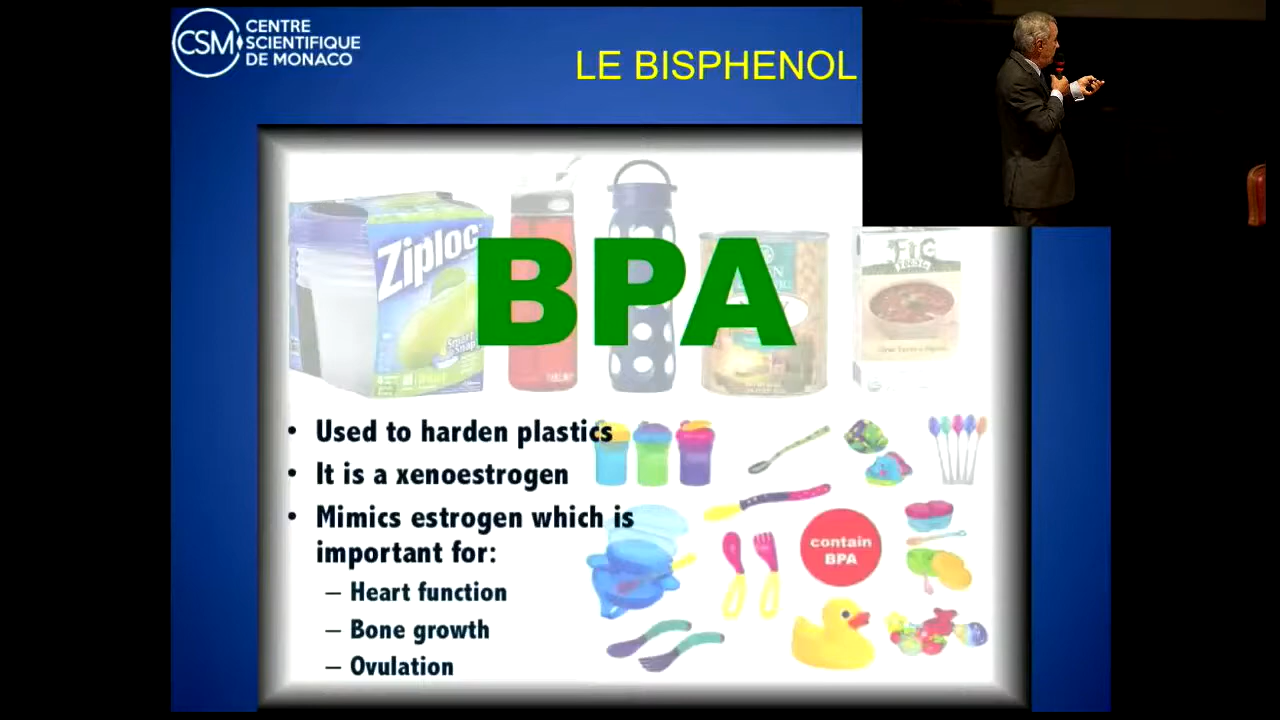 CSM
CENTRE
SCIENTIFIQUE
DE MONACO
LE BISPHENOL
Ziploc
BPA
• Used to harden plastics
• It is a xenoestrogen
• Mimics estrogen which is
important for:
– Heart function
– Bone growth
– Ovulation
contain
BPA